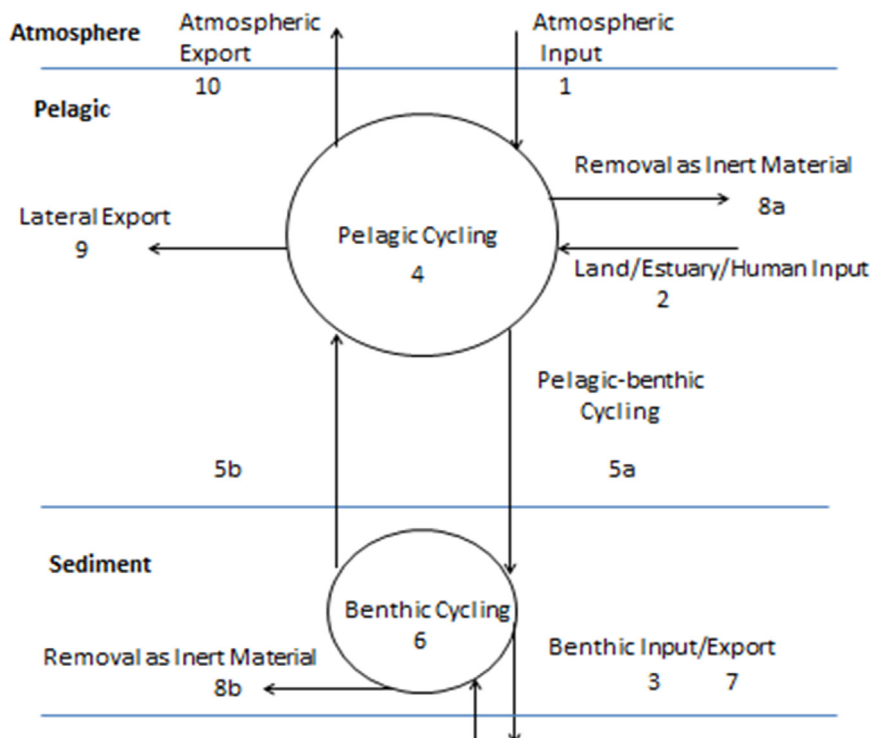 Atmosphere
Atmospheric
Export
10
Atmospheric
Input
1
Pelagic
Removal as Inert Material
8a
Lateral Export
9
Pelagic Cycling
4
Land/Estuary/Human Input
2
Pelagic-benthic
Cycling
5b
5a
Sediment
Benthic Cycling
6
Benthic Input/Export
3 7
Removal as Inert Material
8b